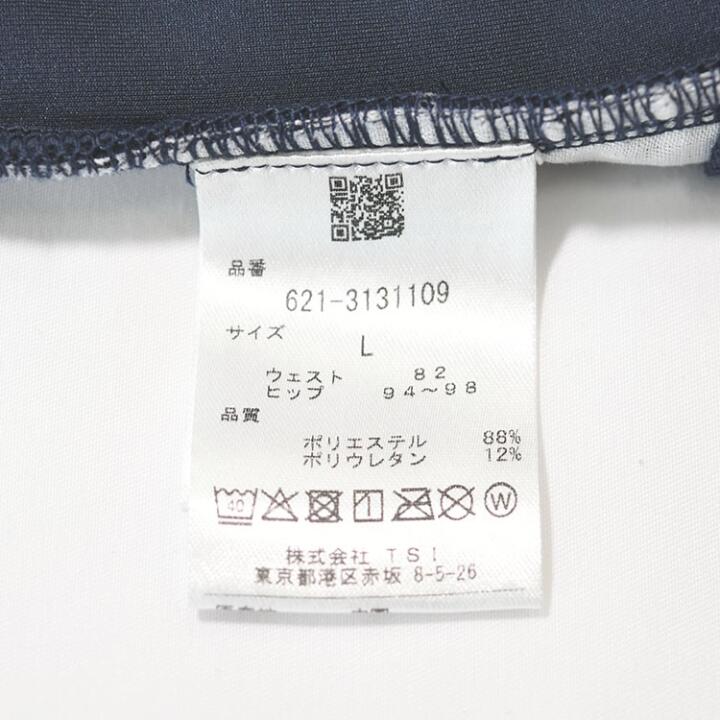 品番
621-3131109
サイズ
L
ウェスト 82
ヒップ 94〜98
品質
ポリエステル 88%
ポリウレタン 12%
40 W
株式会社 TSI
東京都港区赤坂 8-5-26